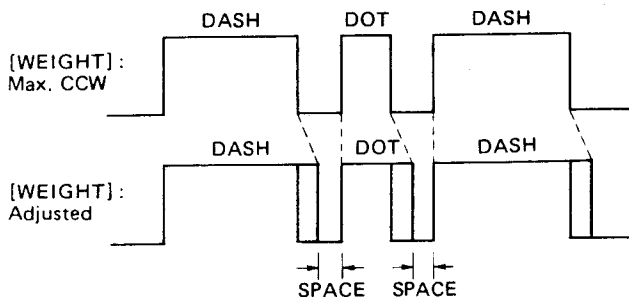 DASH DOT DASH
[WEIGHT]:
Max. CCW
DASH DOT DASH
[WEIGHT]:
Adjusted
SPACE SPACE